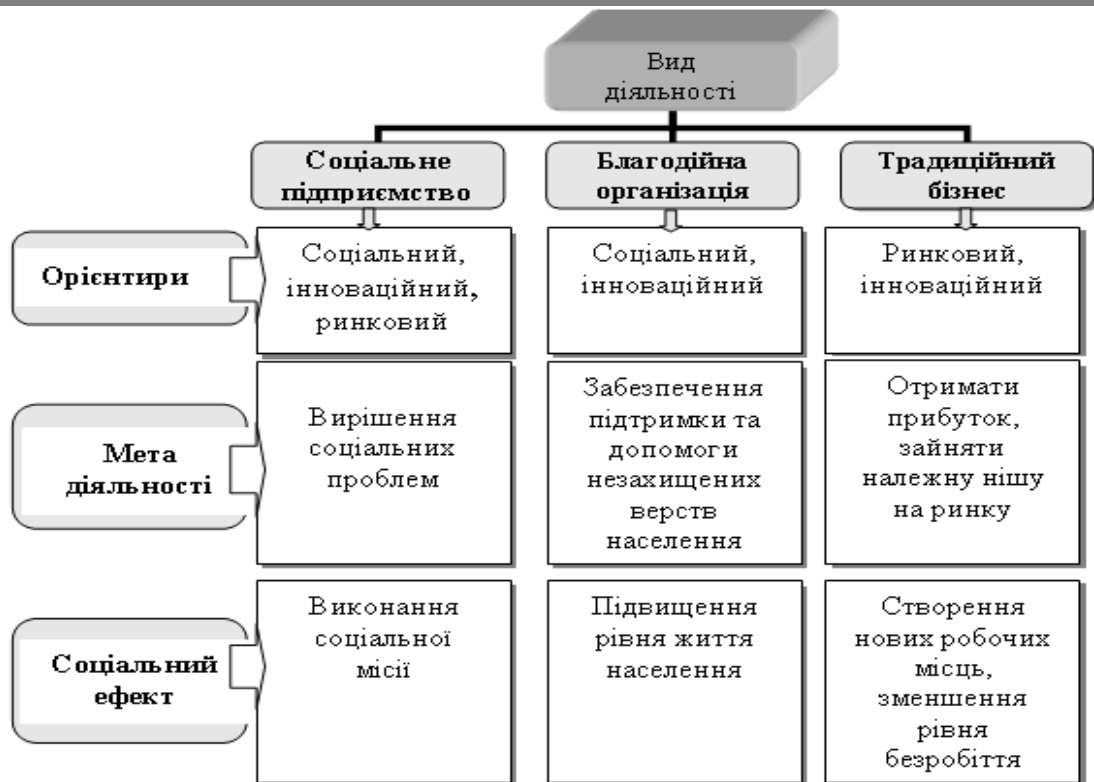 Вид
діяльності
Соціальне
підприємство
Благодійна
організація
Традиційний
бізнес
Орієнтири
Соціальний,
інноваційний,
ринковий
Соціальний,
інноваційний
Ринковий,
інноваційний
Мета
діяльності
Вирішення
соціальних
проблем
Забезпечення
підтримки та
допомоги
незахищених
верств
населення
Отримати
прибуток,
зайняти
належну нішу
на ринку
Соціальний
ефект
Виконання
соціальної
місії
Підвищення
рівня життя
населення
Створення
нових робочих
місць,
зменшення
рівня
безробіття